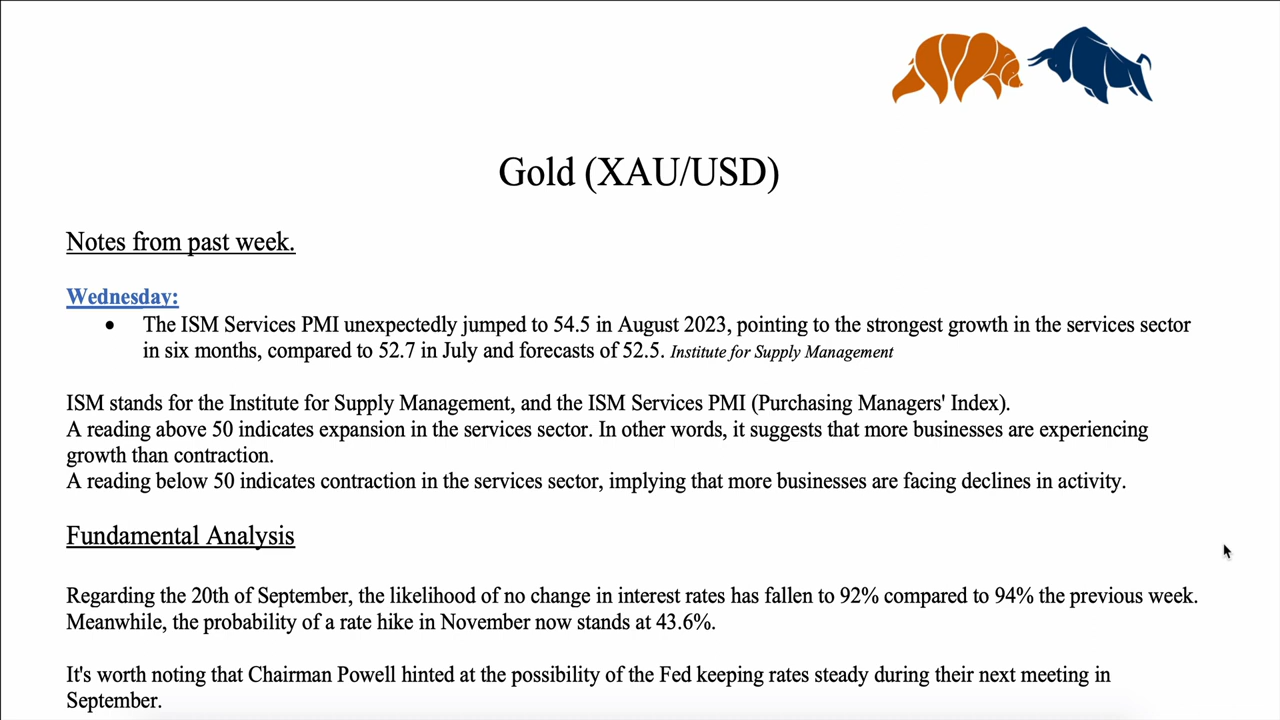 Gold (XAU/USD)
Notes from past week.
Wednesday:
• The ISM Services PMI unexpectedly jumped to 54.5 in August 2023, pointing to the strongest growth in the services sector
in six months, compared to 52.7 in July and forecasts of 52.5. Institute for Supply Management
ISM stands for the Institute for Supply Management, and the ISM Services PMI (Purchasing Managers' Index).
A reading above 50 indicates expansion in the services sector. In other words, it suggests that more businesses are experiencing
growth than contraction.
A reading below 50 indicates contraction in the services sector, implying that more businesses are facing declines in activity.
Fundamental Analysis
Regarding the 20th of September, the likelihood of no change in interest rates has fallen to 92% compared to 94% the previous week.
Meanwhile, the probability of a rate hike in November now stands at 43.6%.
It's worth noting that Chairman Powell hinted at the possibility of the Fed keeping rates steady during their next meeting in
September.